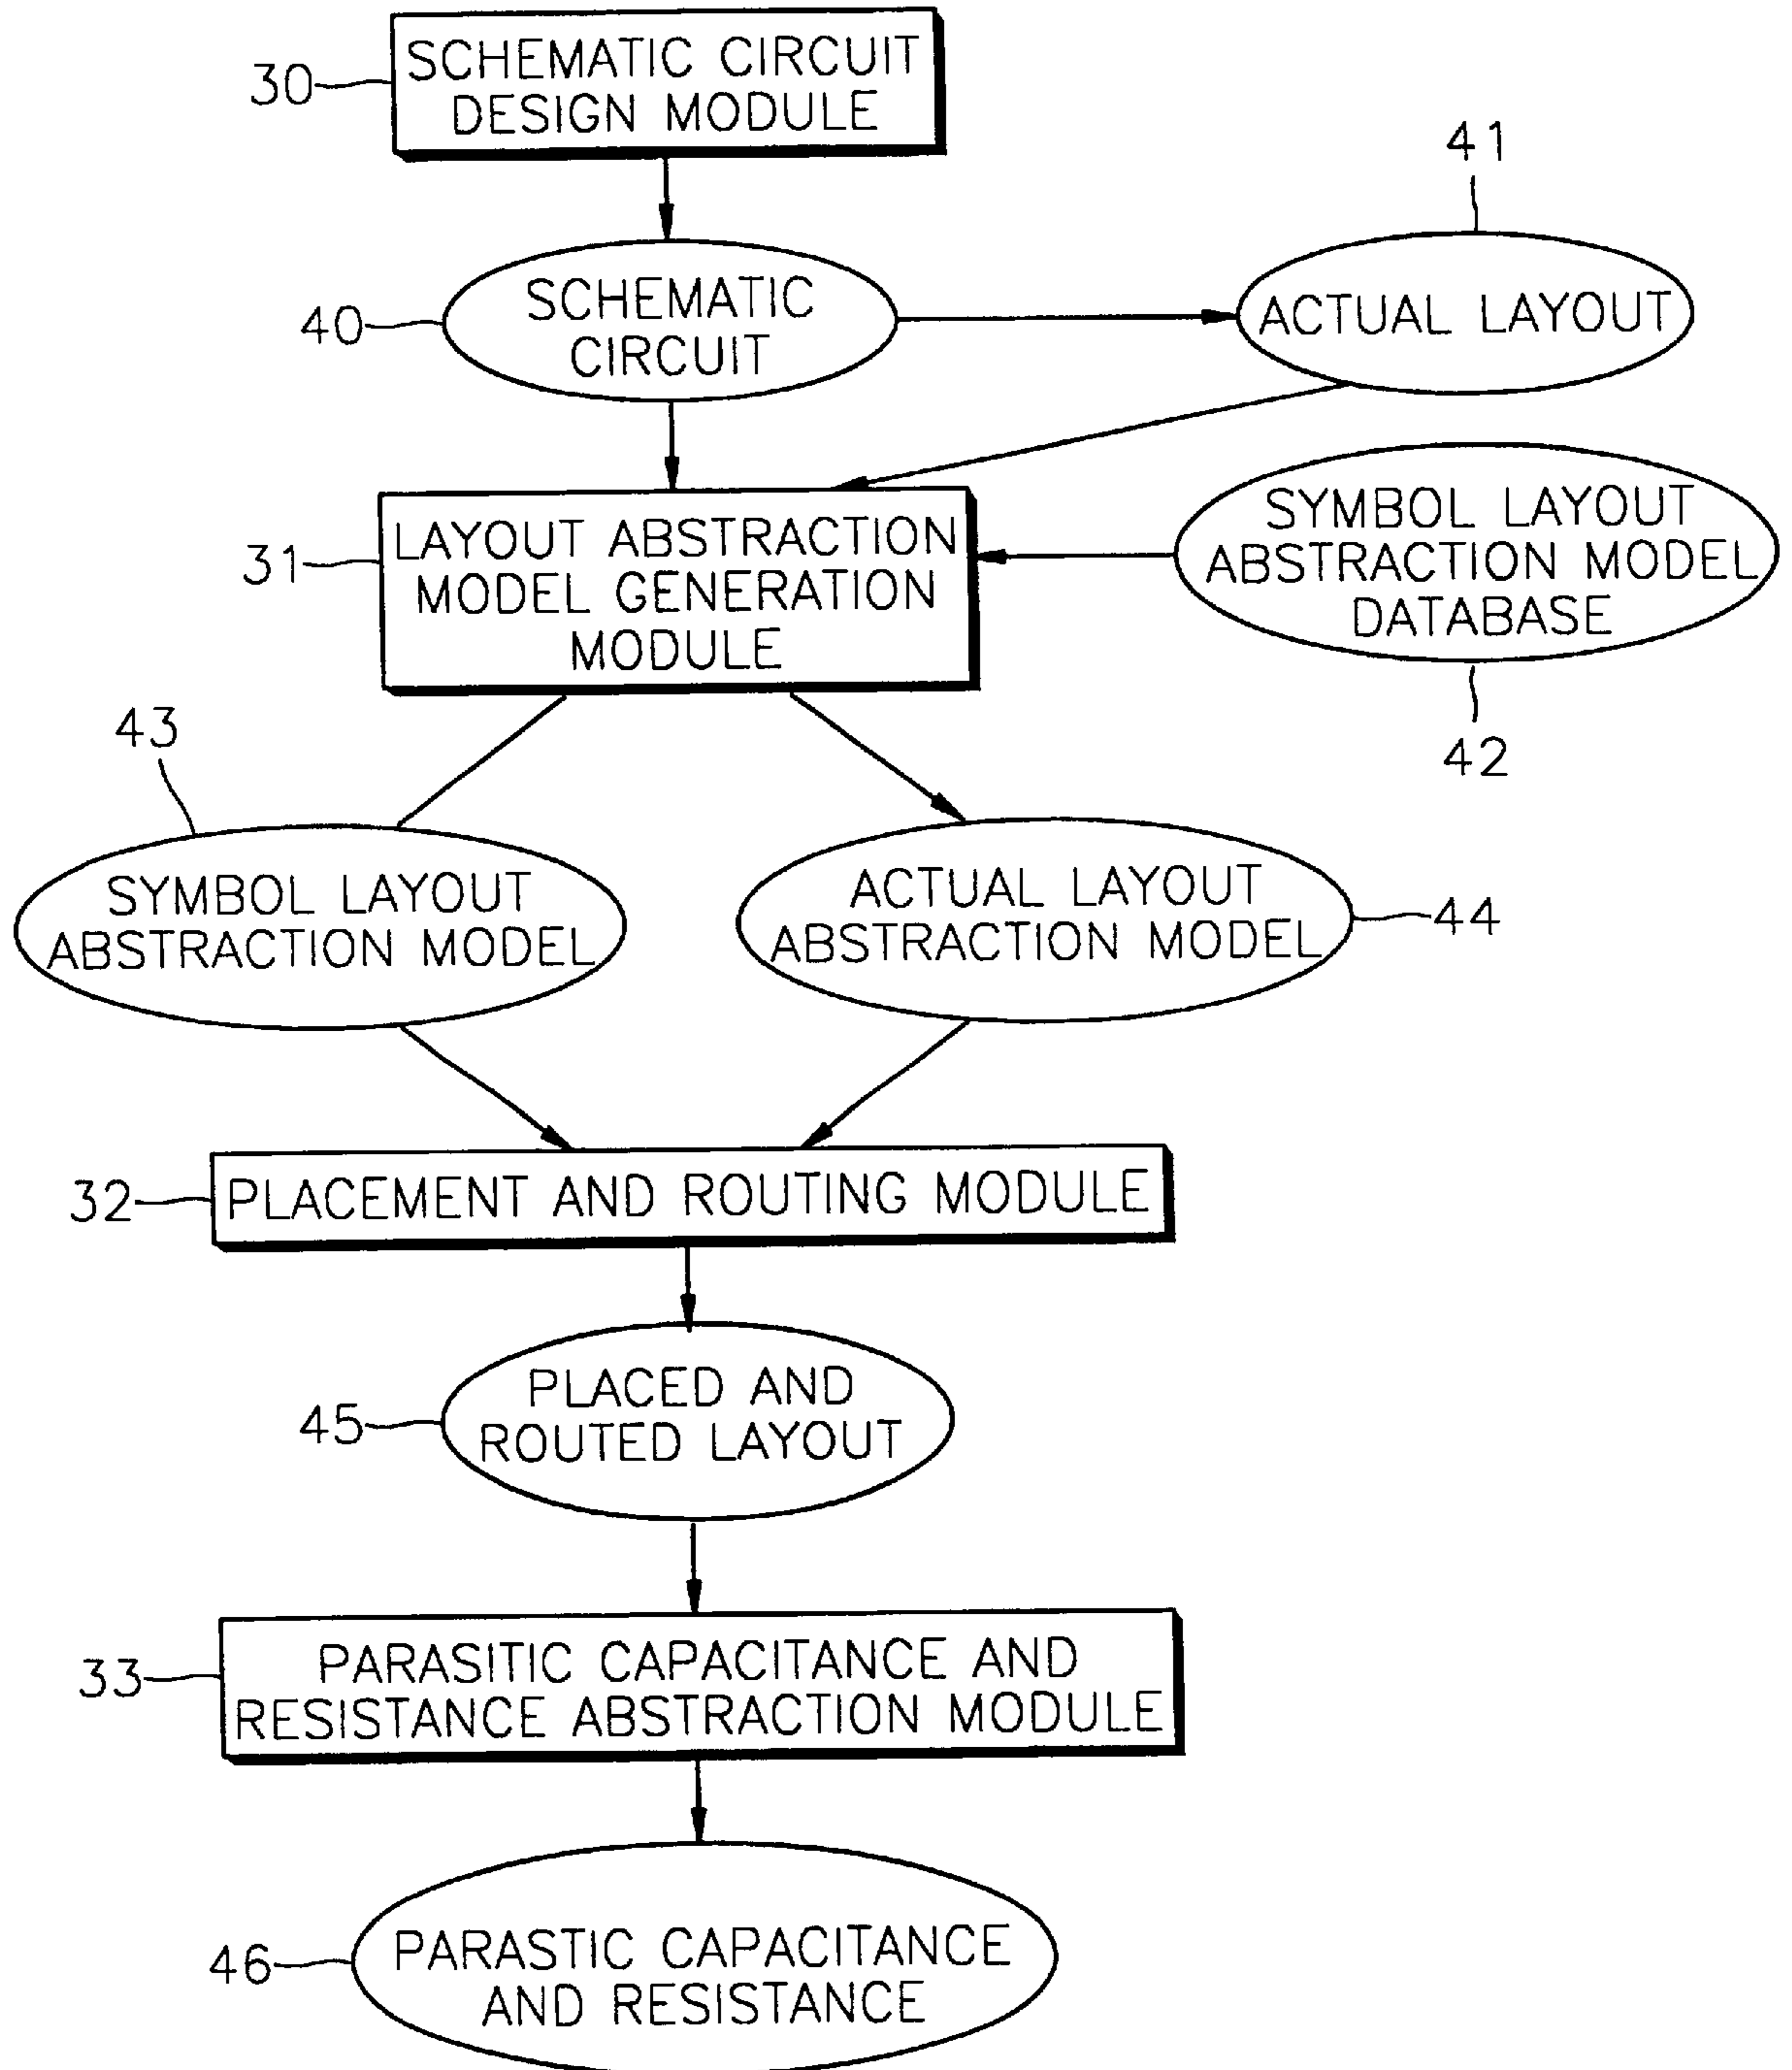 SCHEMATIC CIRCUIT
DESIGN MODULE
30
41
SCHEMATIC
CIRCUIT
40
ACTUAL LAYOUT
LAYOUT ABSTRACTION
MODEL GENERATION
MODULE
31
SYMBOL LAYOUT
ABSTRACTION MODEL
DATABASE
42
43
SYMBOL LAYOUT
ABSTRACTION MODEL
ACTUAL LAYOUT
ABSTRACTION MODEL
44
32
PLACEMENT AND ROUTING MODULE
PLACED AND
ROUTED LAYOUT
45
PARASITIC CAPACITANCE AND
RESISTANCE ABSTRACTION MODULE
33
PARASTIC CAPACITANCE
AND RESISTANCE
46